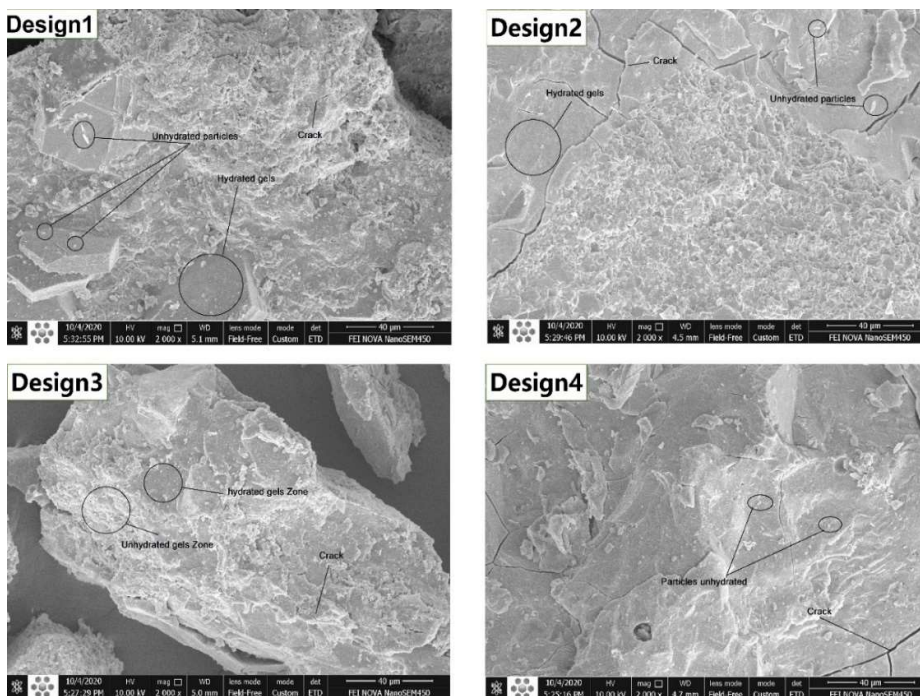 Design1
Unhydrated particles
Crack
Hydrated gels
10/4/2020 HV mag WD lens mode mode det 40 µm
5:32:55 PM 10.00 kV 2 000 x 5.1 mm Field-Free Custom ETD FEI NOVA NanoSEM450
Design2
Crack
Hydrated gels
Unhydrated particles
10/4/2020 HV mag WD lens mode mode det 40 µm
5:29:46 PM 10.00 kV 2 000 x 4.5 mm Field-Free Custom ETD FEI NOVA NanoSEM450
Design3
hydrated gels Zone
Unhydrated gels Zone
Crack
10/4/2020 HV mag WD lens mode mode det 40 µm
5:27:29 PM 10.00 kV 2 000 x 5.0 mm Field-Free Custom ETD FEI NOVA NanoSEM450
Design4
Particles unhydrated
Crack
10/4/2020 HV mag WD lens mode mode det 40 µm
5:25:16 PM 10.00 kV 2 000 x 4.7 mm Field-Free Custom ETD FEI NOVA NanoSEM450